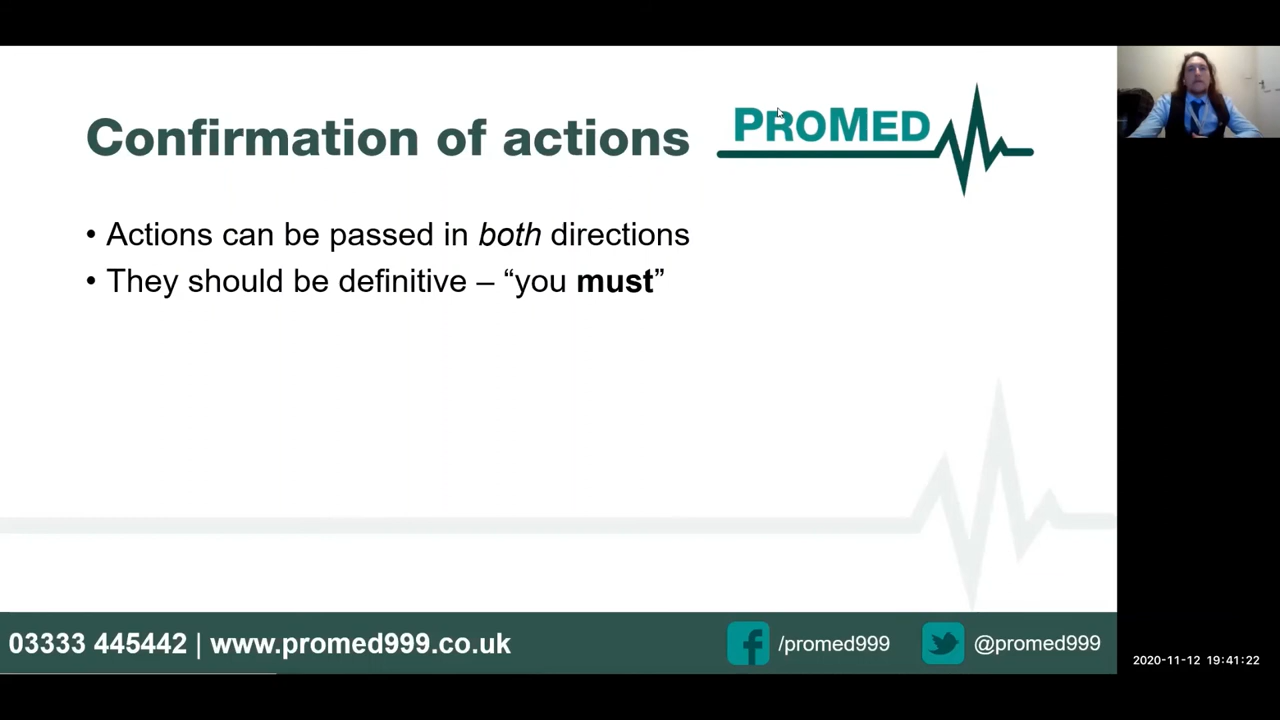 Confirmation of actions
PROMED
• Actions can be passed in both directions
• They should be definitive – “you must”
03333 445442 | www.promed999.co.uk
/promed999
@promed999
2020-11-12 19:41:22